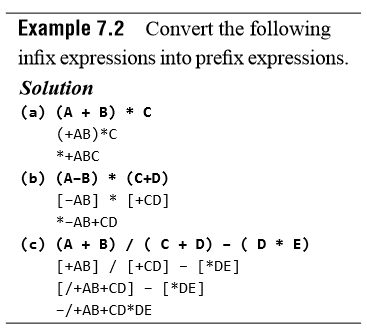 Example 7.2 Convert the following
infix expressions into prefix expressions.
Solution
(a) (A + B) * C
(+AB)*C
*+ABC
(b) (A–B) * (C+D)
[–AB] * [+CD]
*–AB+CD
(c) (A + B) / ( C + D) – ( D * E)
[+AB] / [+CD] – [*DE]
[/+AB+CD] – [*DE]
–/+AB+CD*DE